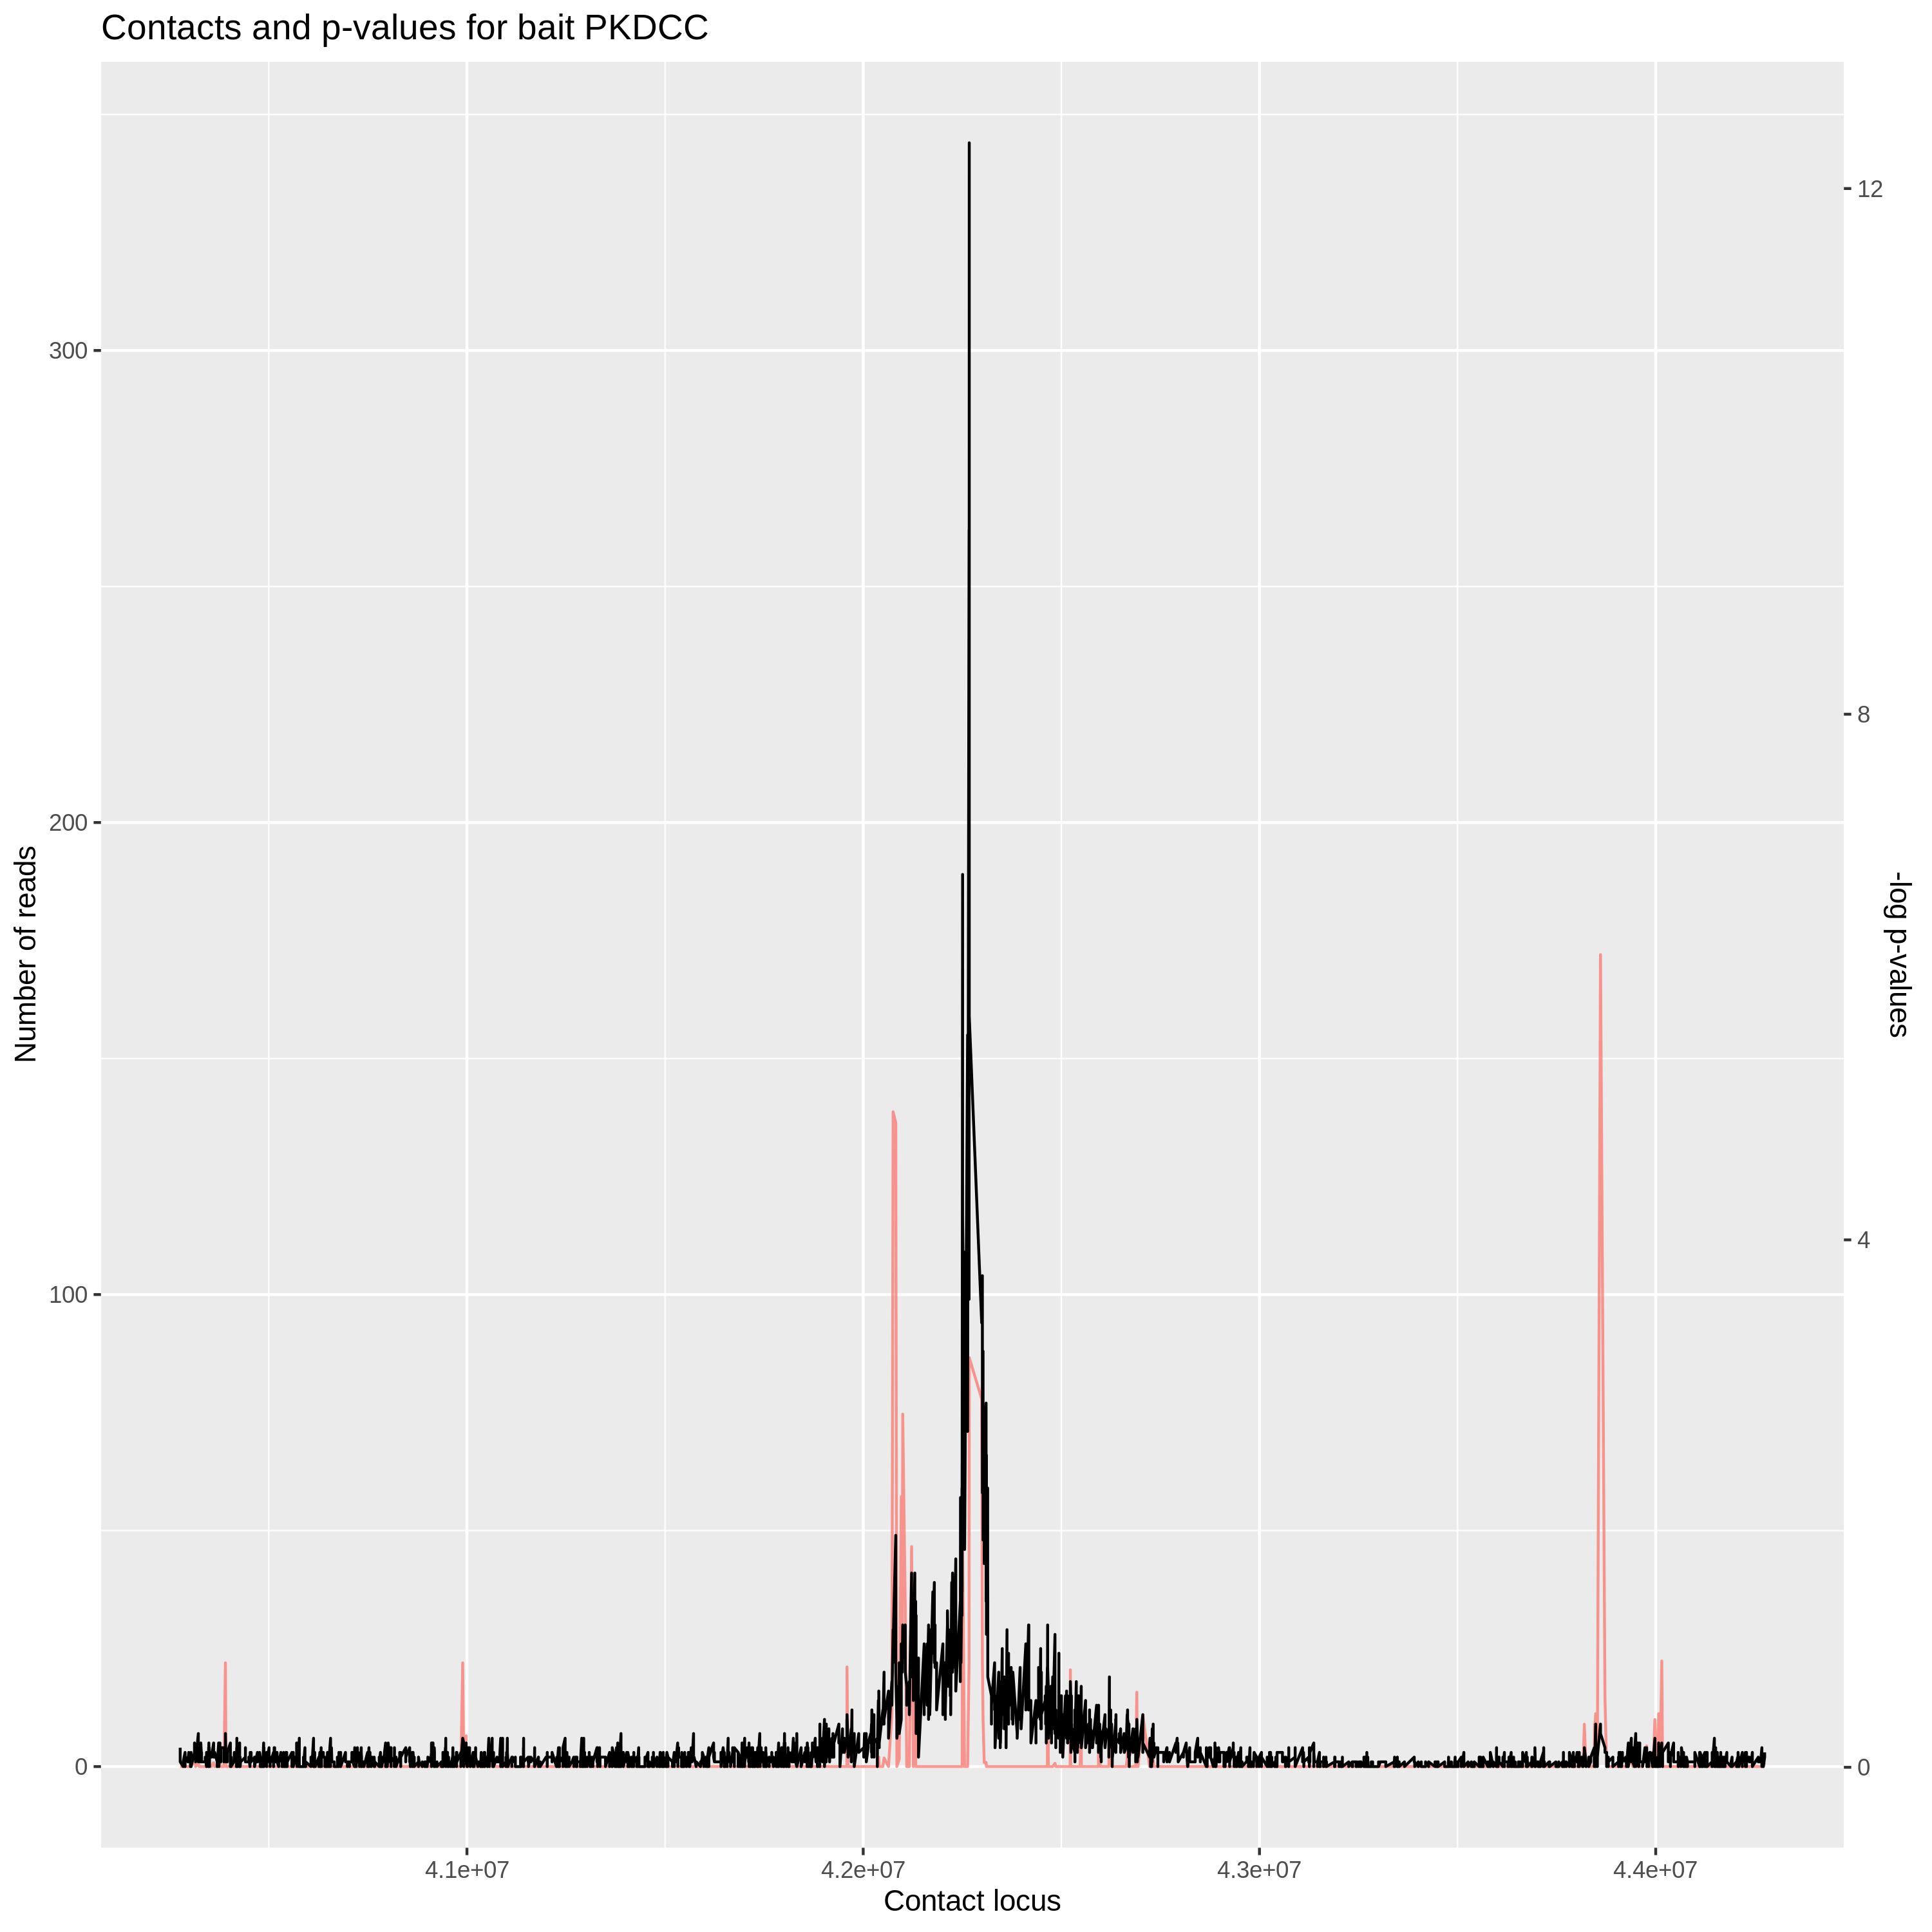 Contacts and p-values for bait PKDCC
Number of reads
300
200
100
0
12
8
4
0
-log p-values
4.1e+07 4.2e+07 4.3e+07 4.4e+07
Contact locus